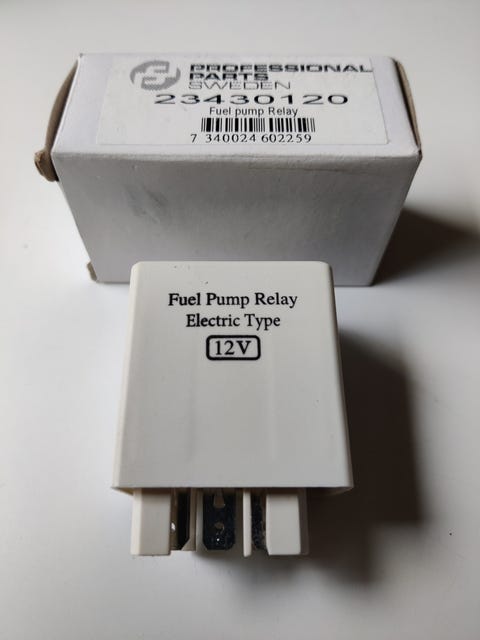 PROFESSIONAL
PARTS
SWEDEN
23430120
Fuel pump Relay
7 340024 602259
Fuel Pump Relay
Electric Type
12V